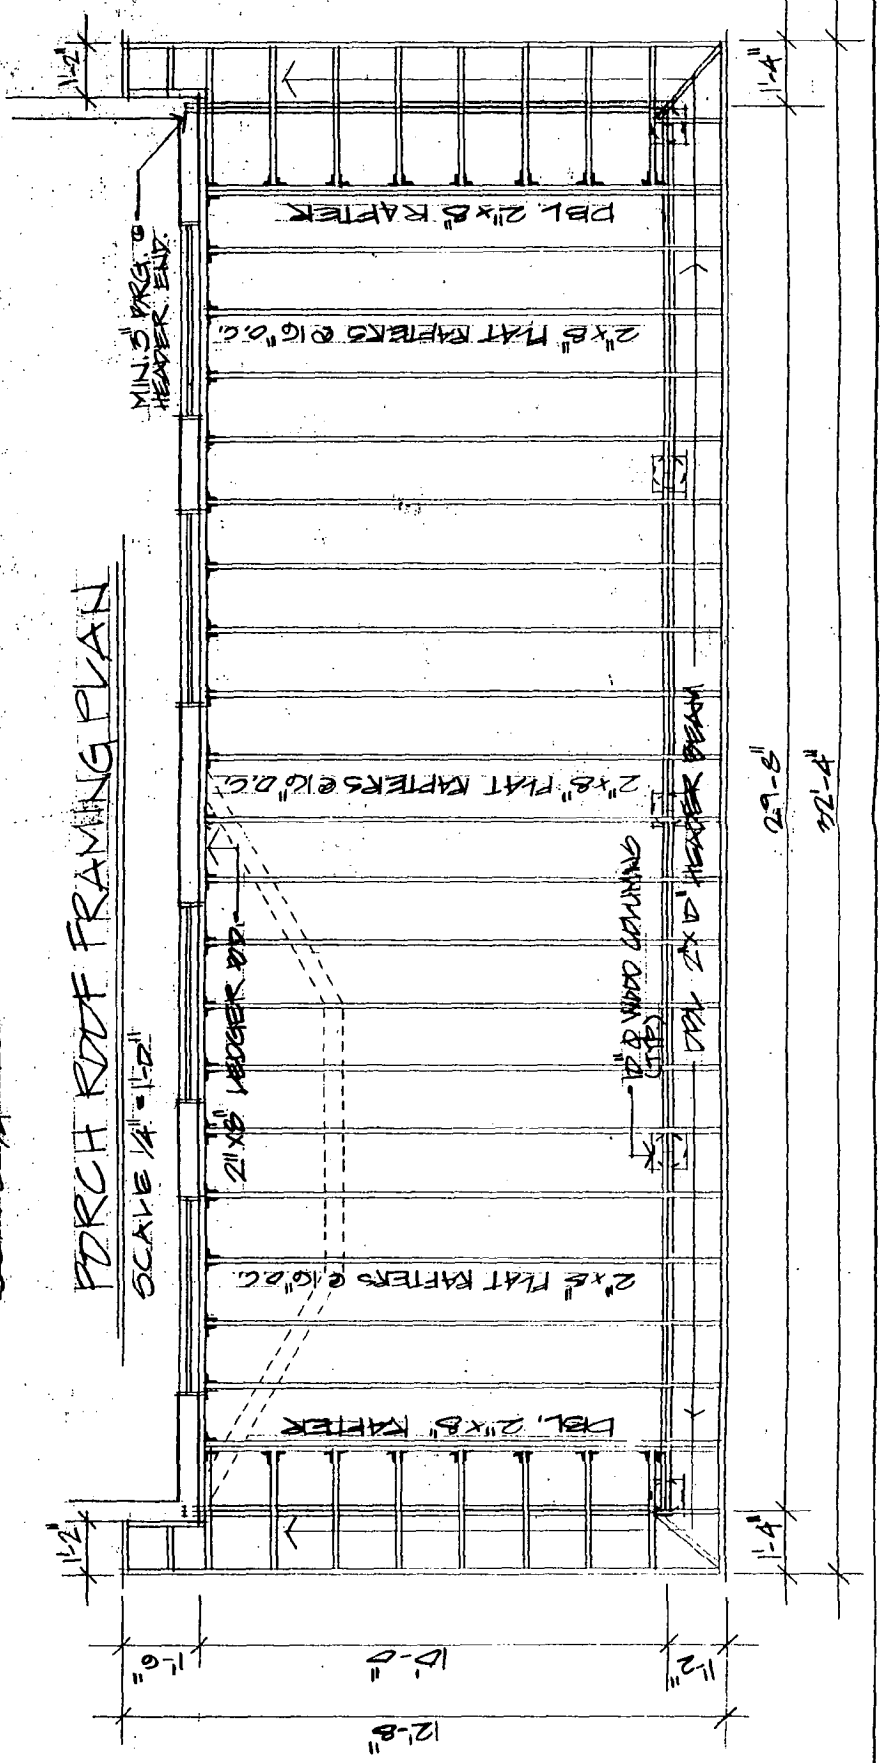 PORCH ROOF FRAMING PLAN
SCALE 1/4" = 1'-0"
MIN. 3" BRG @
HEADER END.
DBL. 2"x8" RAFTER
2"x8" FLAT RAFTERS @ 16" O.C.
2"x8" FLAT RAFTERS @ 16" O.C.
2"x8" FLAT RAFTERS @ 16" O.C.
DBL. 2"x8" RAFTER
2"x8" LEDGER BD.
10" Ø WOOD COLUMNS
(TYP.)
DBL 2"x10" HEADER BEAM
1'-2"
1'-2"
1'-4"
29'-8"
1'-4"
32'-4"
1'-6"
10'-0"
1'-2"
12'-8"